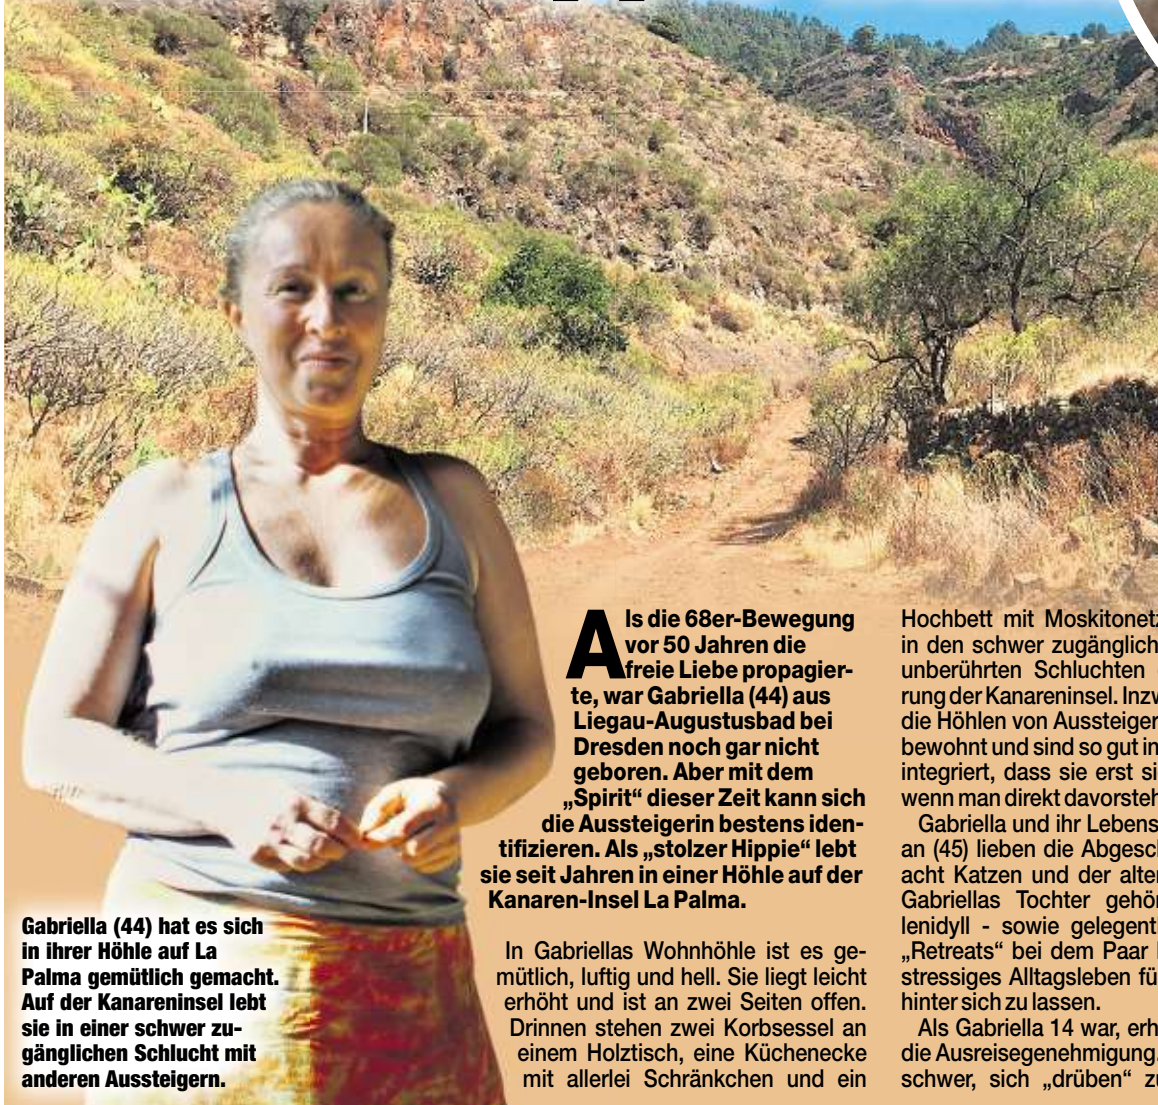 Als die 68er-Bewegung
vor 50 Jahren die
freie Liebe propagier-
te, war Gabriella (44) aus
Liegau-Augustusbad bei
Dresden noch gar nicht
geboren. Aber mit dem
„Spirit“ dieser Zeit kann sich
die Aussteigerin bestens iden-
tifizieren. Als „stolzer Hippie“ lebt
sie seit Jahren in einer Höhle auf der
Kanaren-Insel La Palma.
In Gabriellas Wohnhöhle ist es ge-
mütlich, luftig und hell. Sie liegt leicht
erhöht und ist an zwei Seiten offen.
Drinnen stehen zwei Korbsessel an
einem Holztisch, eine Küchenecke
mit allerlei Schränkchen und ein
Hochbett mit Moskitonetz
in den schwer zugänglich
unberührten Schluchten
rung der Kanareninsel. Inzw
die Höhlen von Aussteiger
bewohnt und sind so gut in
integriert, dass sie erst si
wenn man direkt davorsteh
Gabriella und ihr Lebens
an (45) lieben die Abgesch
acht Katzen und der alter
Gabriellas Tochter gehör
lenidyll - sowie gelegent
„Retreats“ bei dem Paar
stressiges Alltagsleben fü
hinter sich zu lassen.
Als Gabriella 14 war, erh
die Ausreisegenehmigung.
schwer, sich „drüben“ zu
Gabriella (44) hat es sich
in ihrer Höhle auf La
Palma gemütlich gemacht.
Auf der Kanareninsel lebt
sie in einer schwer zu-
gänglichen Schlucht mit
anderen Aussteigern.